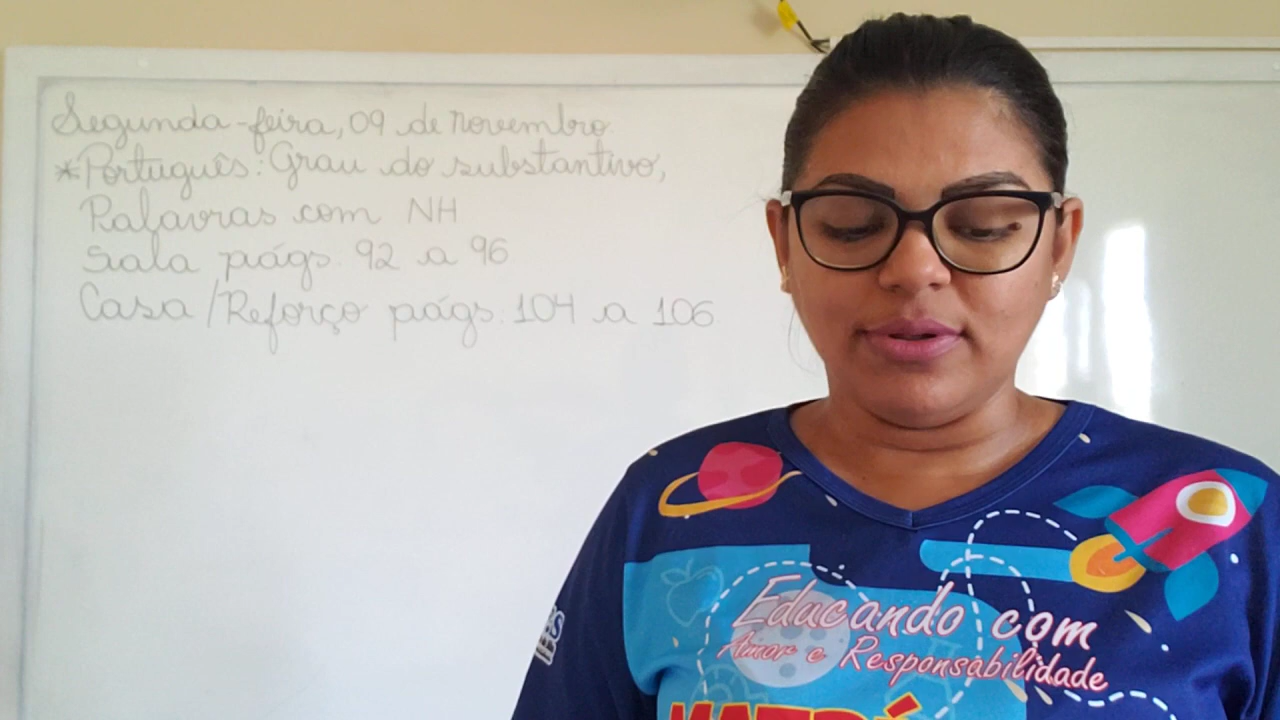 Segunda-feira, 09 de novembro.
*Português: Grau do substantivo,
Palavras com NH
Sala págs. 92 a 96
Casa/Reforço págs. 104 a 106
Educando com
Amor e Responsabilidade